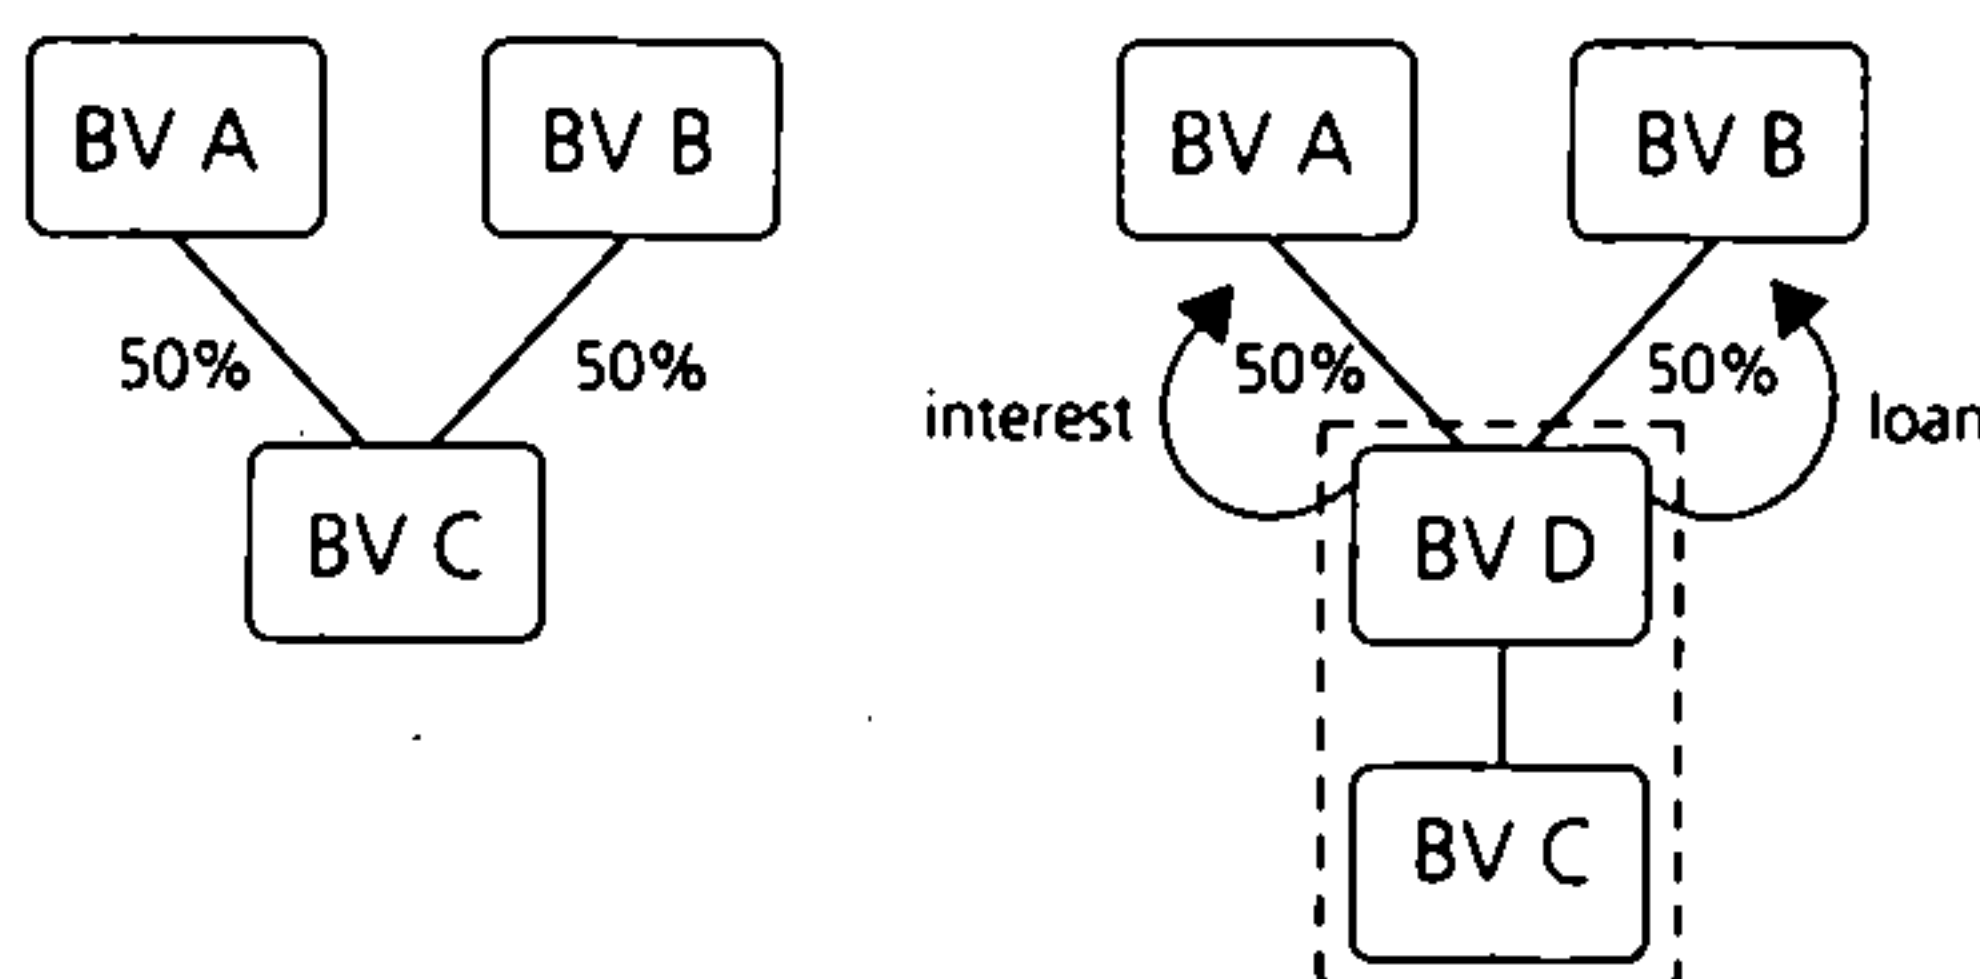 BV A
BV B
50%
50%
BV C
BV A
BV B
interest
50%
50%
loan
BV D
BV C